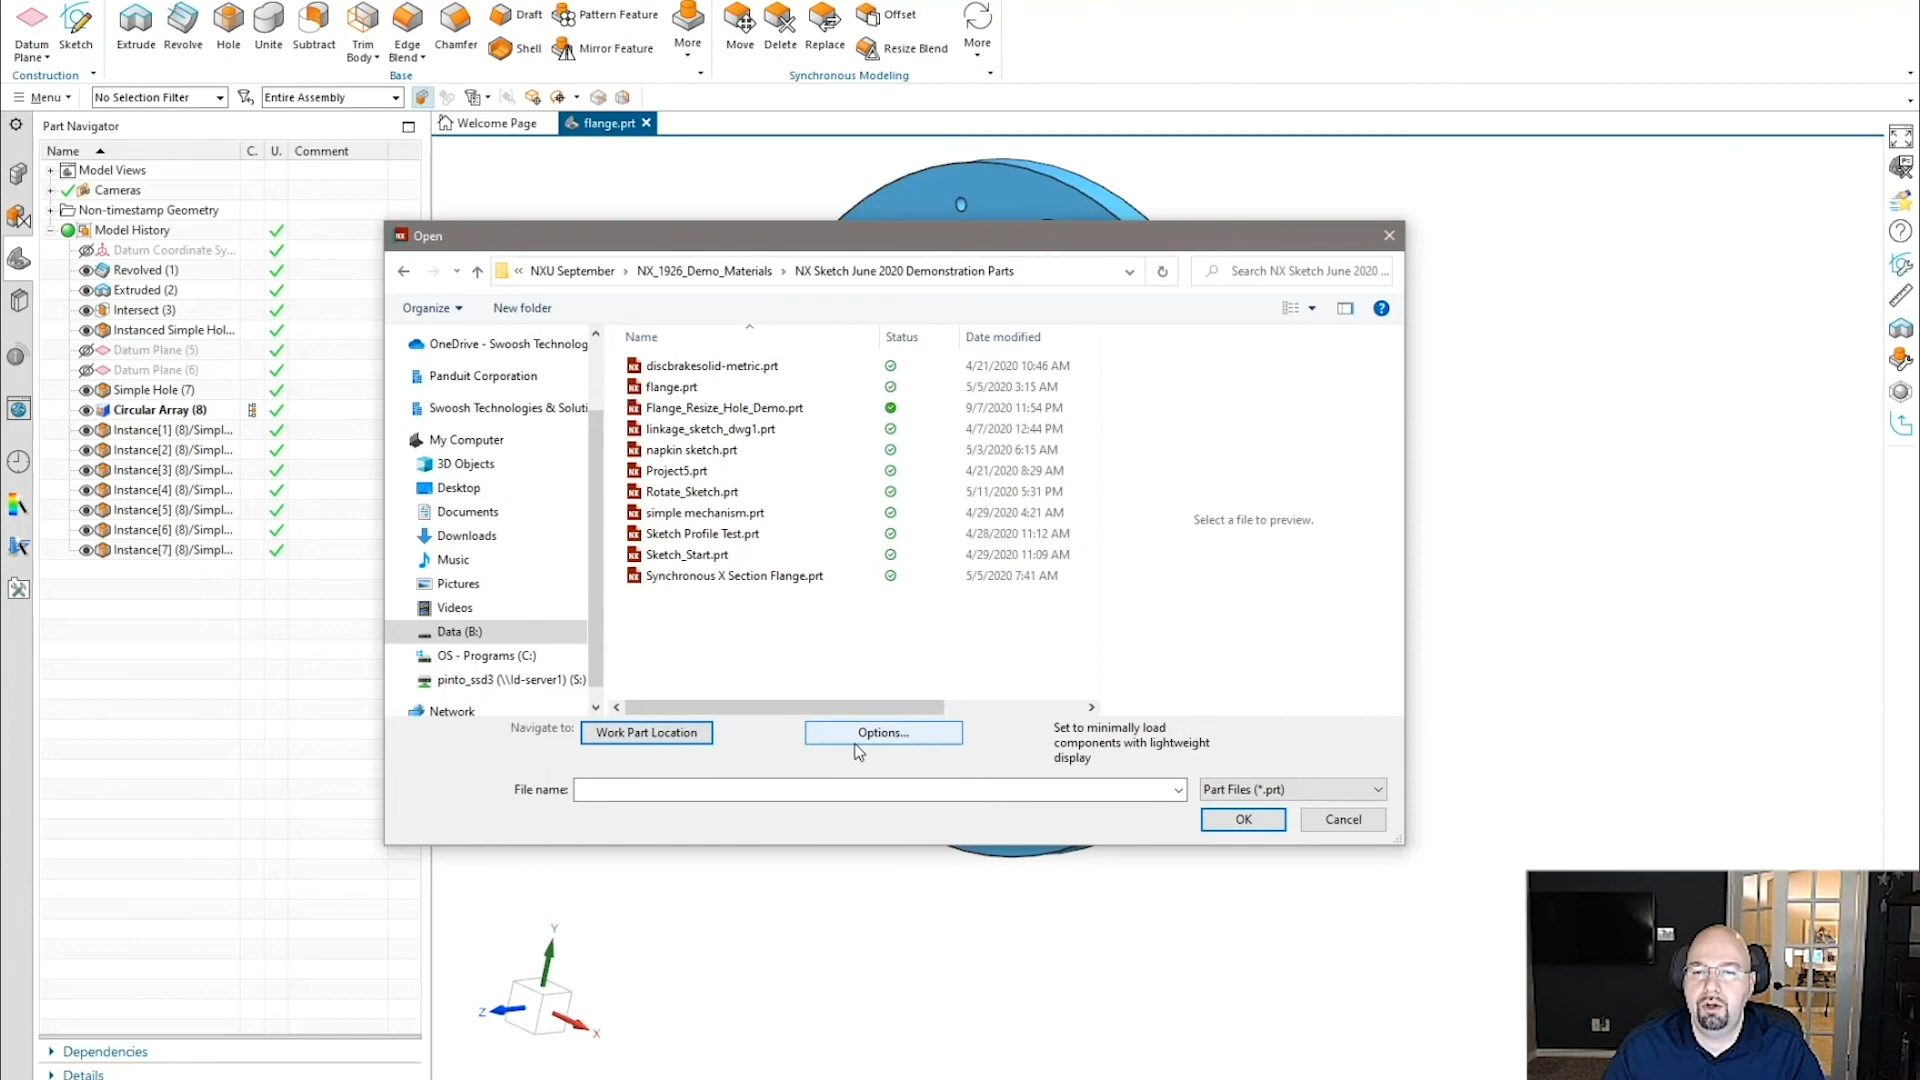 Datum Plane
Sketch
Extrude
Revolve
Hole
Unite
Subtract
Trim Body
Edge Blend
Chamfer
Draft
Shell
Pattern Feature
Mirror Feature
More
Move
Delete
Replace
Offset
Resize Blend
More
Construction
Base
Synchronous Modeling
Menu
No Selection Filter
Entire Assembly
Part Navigator
Welcome Page
flange.prt
Name
C.
U.
Comment
Model Views
Cameras
Non-timestamp Geometry
Model History
Datum Coordinate Sy...
Revolved (1)
Extruded (2)
Intersect (3)
Instanced Simple Hol...
Datum Plane (5)
Datum Plane (6)
Simple Hole (7)
Circular Array (8)
Instance[1] (8)/Simpl...
Instance[2] (8)/Simpl...
Instance[3] (8)/Simpl...
Instance[4] (8)/Simpl...
Instance[5] (8)/Simpl...
Instance[6] (8)/Simpl...
Instance[7] (8)/Simpl...
Dependencies
Details
NX Open
« NXU September › NX_1926_Demo_Materials › NX Sketch June 2020 Demonstration Parts
Search NX Sketch June 2020 ...
Organize
New folder
OneDrive - Swoosh Technolog
Panduit Corporation
Swoosh Technologies & Soluti
My Computer
3D Objects
Desktop
Documents
Downloads
Music
Pictures
Videos
Data (B:)
OS - Programs (C:)
pinto_ssd3 (\\ld-server1) (S:)
Network
Name Status Date modified
NX discbrakesolid-metric.prt 4/21/2020 10:46 AM
NX flange.prt 5/5/2020 3:15 AM
NX Flange_Resize_Hole_Demo.prt 9/7/2020 11:54 PM
NX linkage_sketch_dwg1.prt 4/7/2020 12:44 PM
NX napkin sketch.prt 5/3/2020 6:15 AM
NX Project5.prt 4/21/2020 8:29 AM
NX Rotate_Sketch.prt 5/11/2020 5:31 PM
NX simple mechanism.prt 4/29/2020 4:21 AM
NX Sketch Profile Test.prt 4/28/2020 11:12 AM
NX Sketch_Start.prt 4/29/2020 11:09 AM
NX Synchronous X Section Flange.prt 5/5/2020 7:41 AM
Select a file to preview.
Navigate to:
Work Part Location
Options...
Set to minimally load
components with lightweight
display
File name:
Part Files (*.prt)
OK
Cancel
Y
Z
X